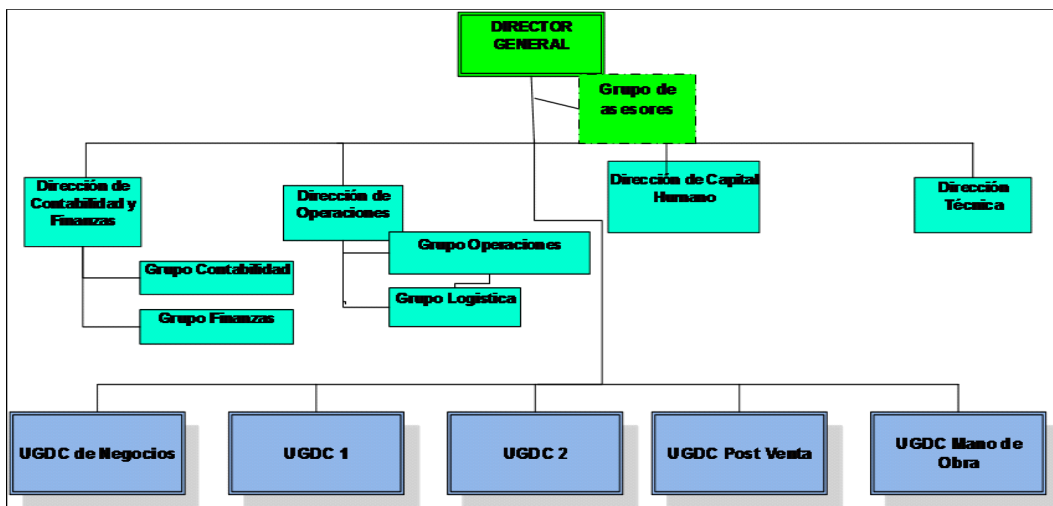 DIRECTOR
GENERAL
Grupo de
asesores
Dirección de
Contabilidad y
Finanzas
Dirección de
Operaciones
Dirección de Capital
Humano
Dirección
Técnica
Grupo Operaciones
Grupo Contabilidad
Grupo Logística
Grupo Finanzas
UGDC de Negocios
UGDC 1
UGDC 2
UGDC Post Venta
UGDC Mano de
Obra